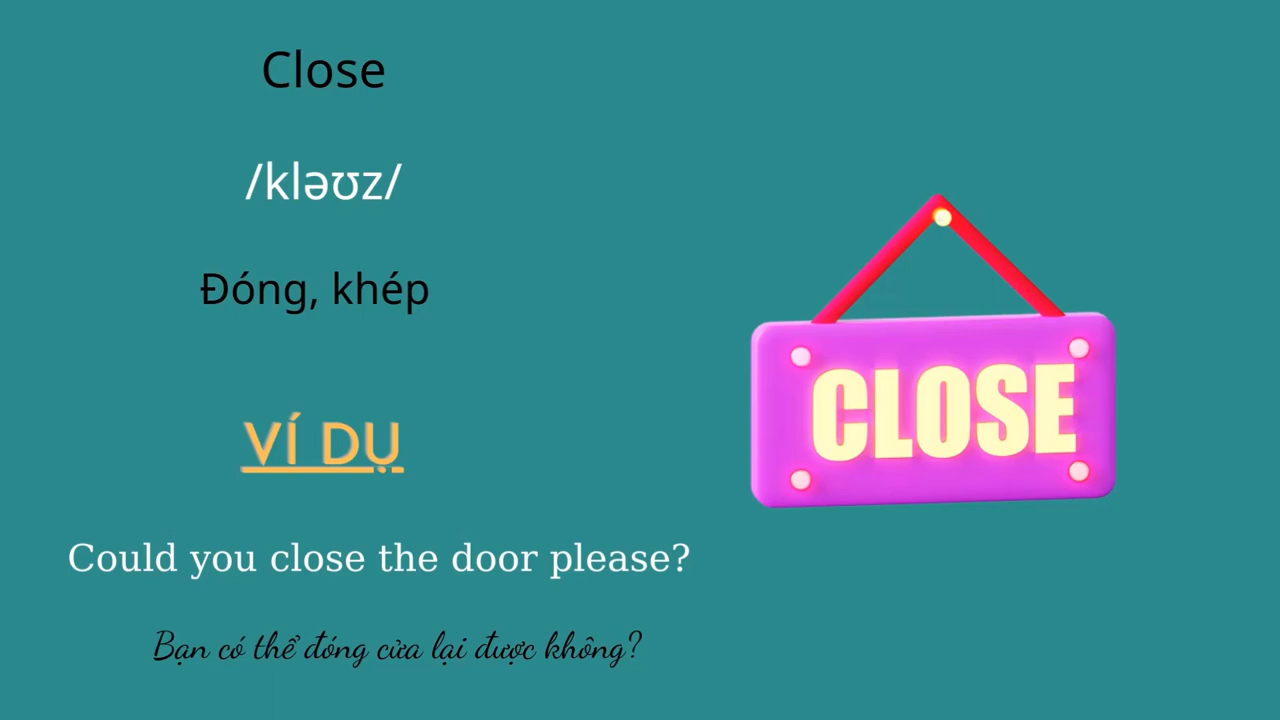 Close
/kləʊz/
Đóng, khép
VÍ DỤ
Could you close the door please?
Bạn có thể đóng cửa lại được không?
CLOSE